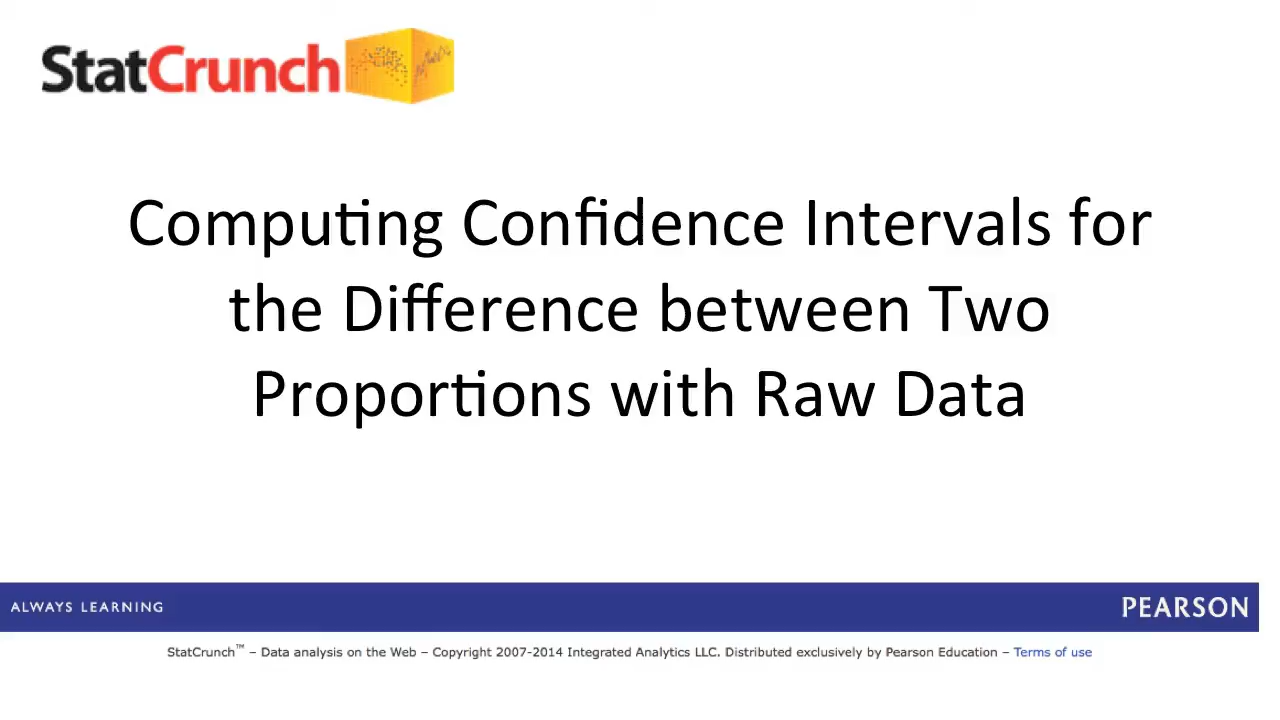 StatCrunch
Computing Confidence Intervals for
the Difference between Two
Proportions with Raw Data
ALWAYS LEARNING
PEARSON
StatCrunch™ – Data analysis on the Web – Copyright 2007-2014 Integrated Analytics LLC. Distributed exclusively by Pearson Education – Terms of use